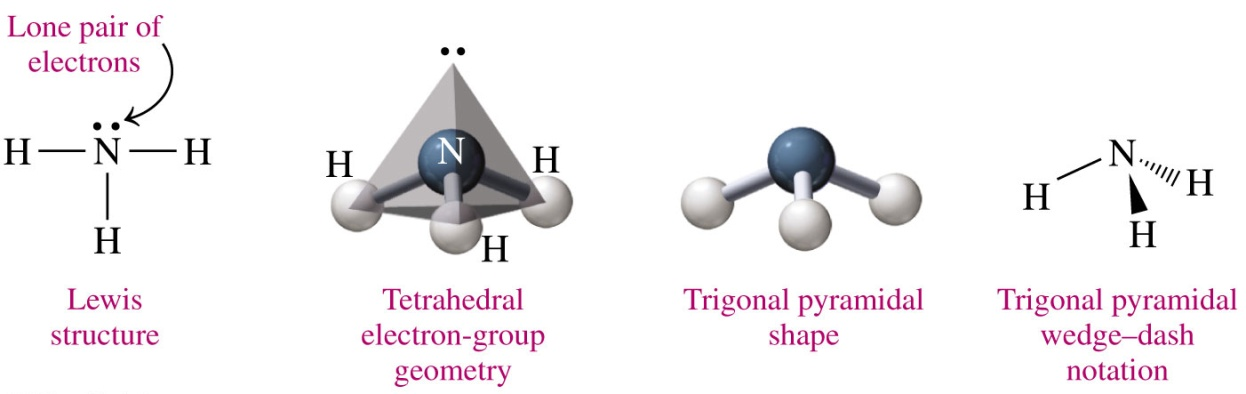 Lone pair of
electrons
H—N—H
H
Lewis
structure
N
H
H
H
Tetrahedral
electron-group
geometry
Trigonal pyramidal
shape
N
H
H
H
Trigonal pyramidal
wedge–dash
notation